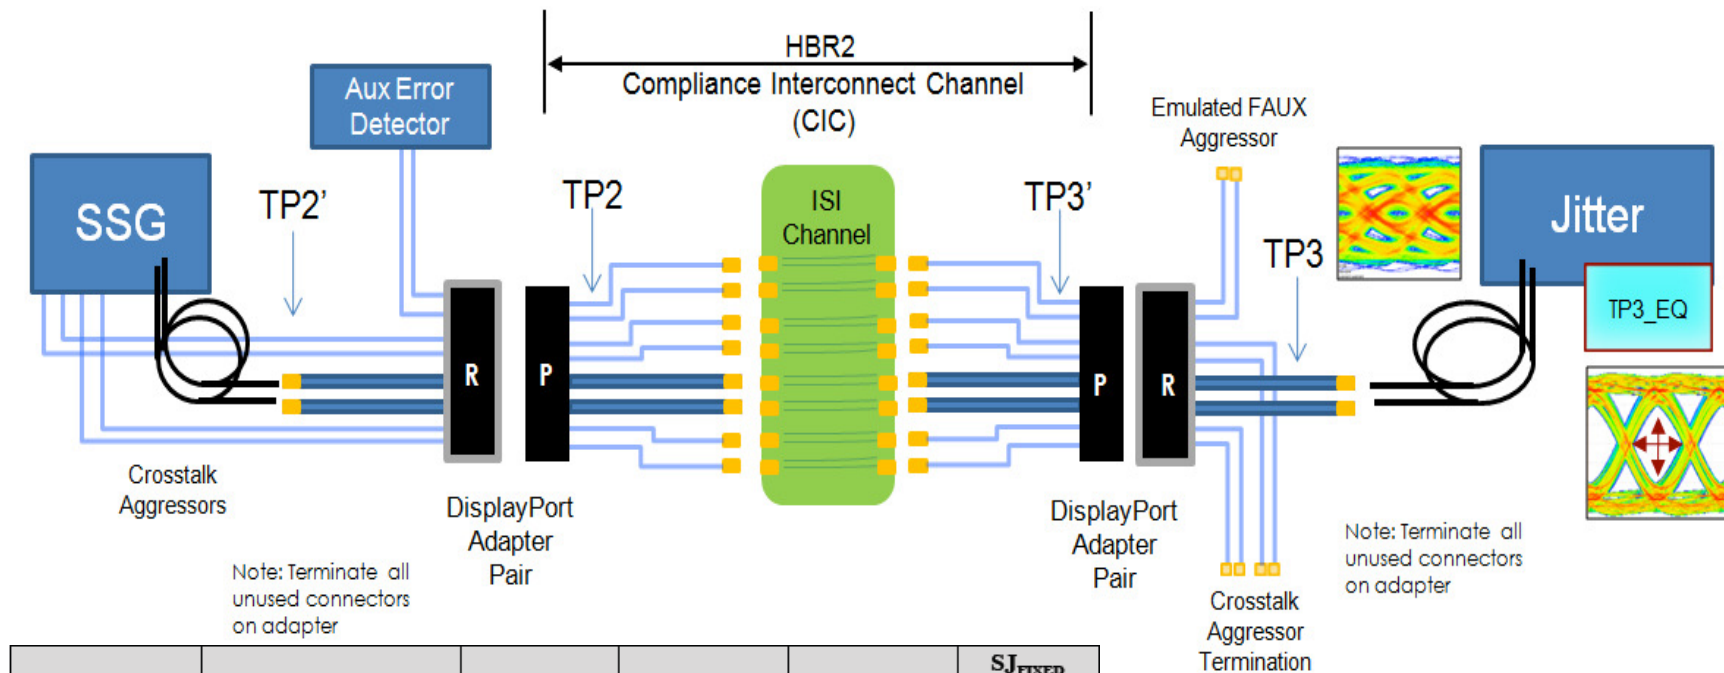 HBR2
Compliance Interconnect Channel
(CIC)
Aux Error
Detector
Emulated FAUX
Aggressor
SSG
TP2'
TP2
ISI
Channel
TP3'
TP3
Jitter
TP3_EQ
R
P
P
R
Crosstalk
Aggressors
DisplayPort
Adapter
Pair
DisplayPort
Adapter
Pair
Note: Terminate all
unused connectors
on adapter
Note: Terminate all
unused connectors
on adapter
Crosstalk
Aggressor
Termination
SJFIXED